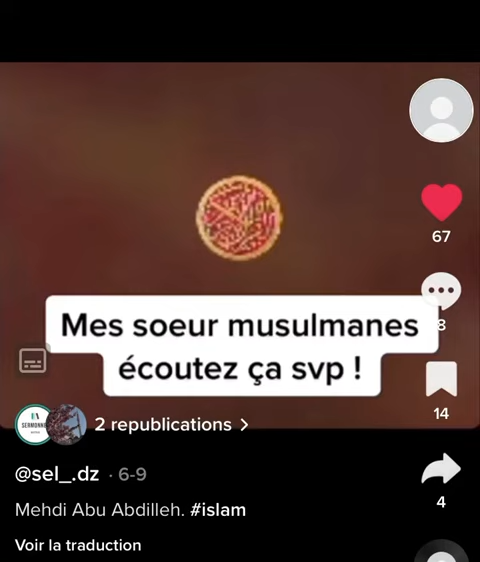 67
Mes soeur musulmanes
écoutez ça svp !
8
14
SERMONNE
2 republications >
@sel_.dz · 6-9
4
Mehdi Abu Abdilleh. #islam
Voir la traduction